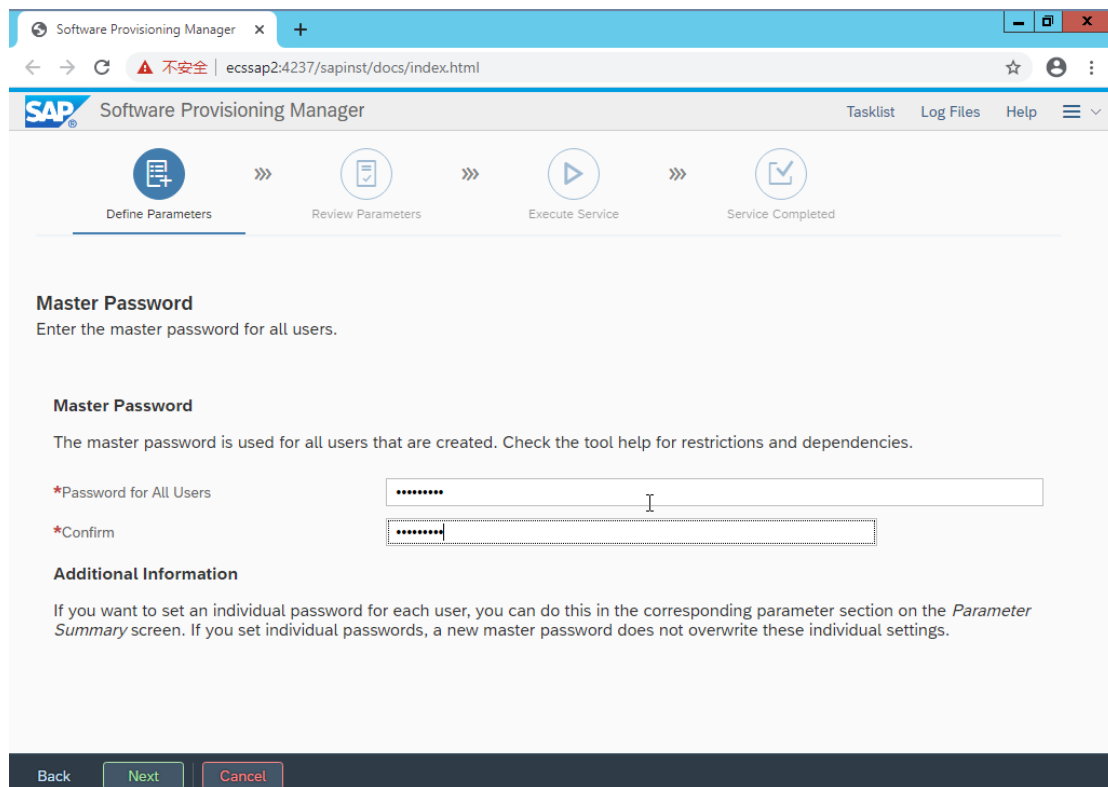 Software Provisioning Manager
不安全 ecssap2:4237/sapinst/docs/index.html
SAP® Software Provisioning Manager Tasklist Log Files Help
Define Parameters Review Parameters Execute Service Service Completed
Master Password
Enter the master password for all users.
Master Password
The master password is used for all users that are created. Check the tool help for restrictions and dependencies.
*Password for All Users •••••••••
*Confirm •••••••••
Additional Information
If you want to set an individual password for each user, you can do this in the corresponding parameter section on the Parameter
Summary screen. If you set individual passwords, a new master password does not overwrite these individual settings.
Back Next Cancel